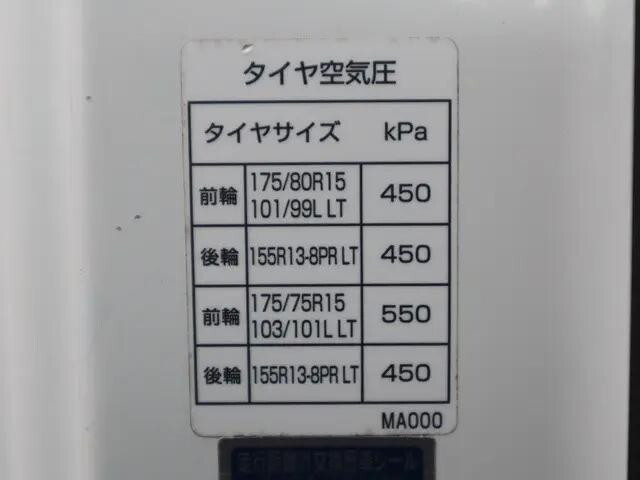 タイヤ空気圧
タイヤサイズ kPa
前輪 175/80R15 101/99L LT 450
後輪 155R13-8PR LT 450
前輪 175/75R15 103/101L LT 550
後輪 155R13-8PR LT 450
MA000